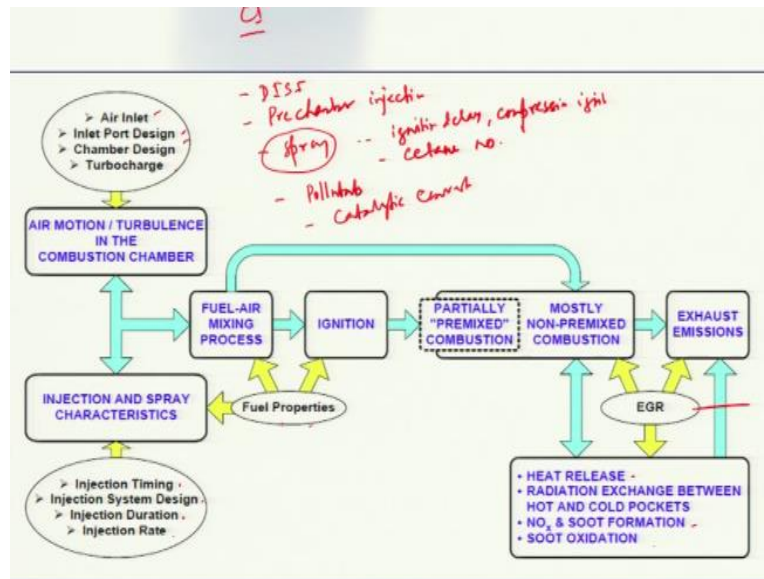 CI
- DISI
- Prechamber injection
- Spray -- ignition delay, compression ignit
- cetane no.
- Pollutants
- Catalytic convert
➤ Air Inlet
➤ Inlet Port Design
➤ Chamber Design
➤ Turbocharge
AIR MOTION / TURBULENCE
IN THE
COMBUSTION CHAMBER
FUEL-AIR
MIXING
PROCESS
IGNITION
PARTIALLY
"PREMIXED"
COMBUSTION
MOSTLY
NON-PREMIXED
COMBUSTION
EXHAUST
EMISSIONS
INJECTION AND SPRAY
CHARACTERISTICS
Fuel Properties
EGR
➤ Injection Timing
➤ Injection System Design
➤ Injection Duration
➤ Injection Rate
• HEAT RELEASE
• RADIATION EXCHANGE BETWEEN
HOT AND COLD POCKETS
• NOx & SOOT FORMATION
• SOOT OXIDATION